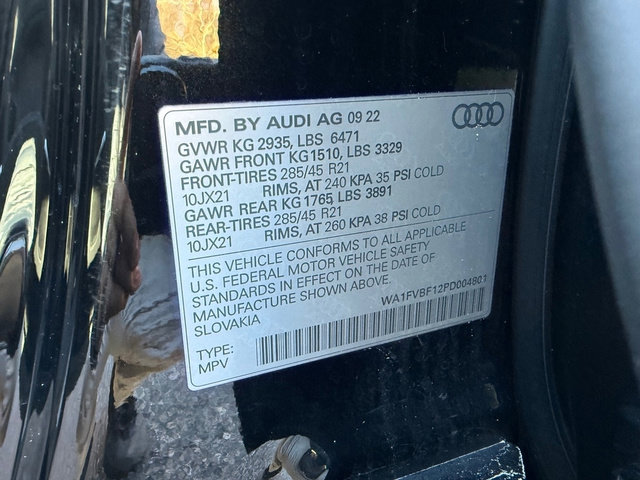 MFD. BY AUDI AG 09 22
GVWR KG 2935, LBS 6471
GAWR FRONT KG1510, LBS 3329
FRONT-TIRES 285/45 R21
10JX21 RIMS, AT 240 KPA 35 PSI COLD
GAWR REAR KG 1765, LBS 3891
REAR-TIRES 285/45 R21
10JX21 RIMS, AT 260 KPA 38 PSI COLD
THIS VEHICLE CONFORMS TO ALL APPLICABLE
U.S. FEDERAL MOTOR VEHICLE SAFETY
STANDARDS IN EFFECT ON THE DATE OF
MANUFACTURE SHOWN ABOVE.
SLOVAKIA WA1FVBF12PD004801
TYPE:
MPV